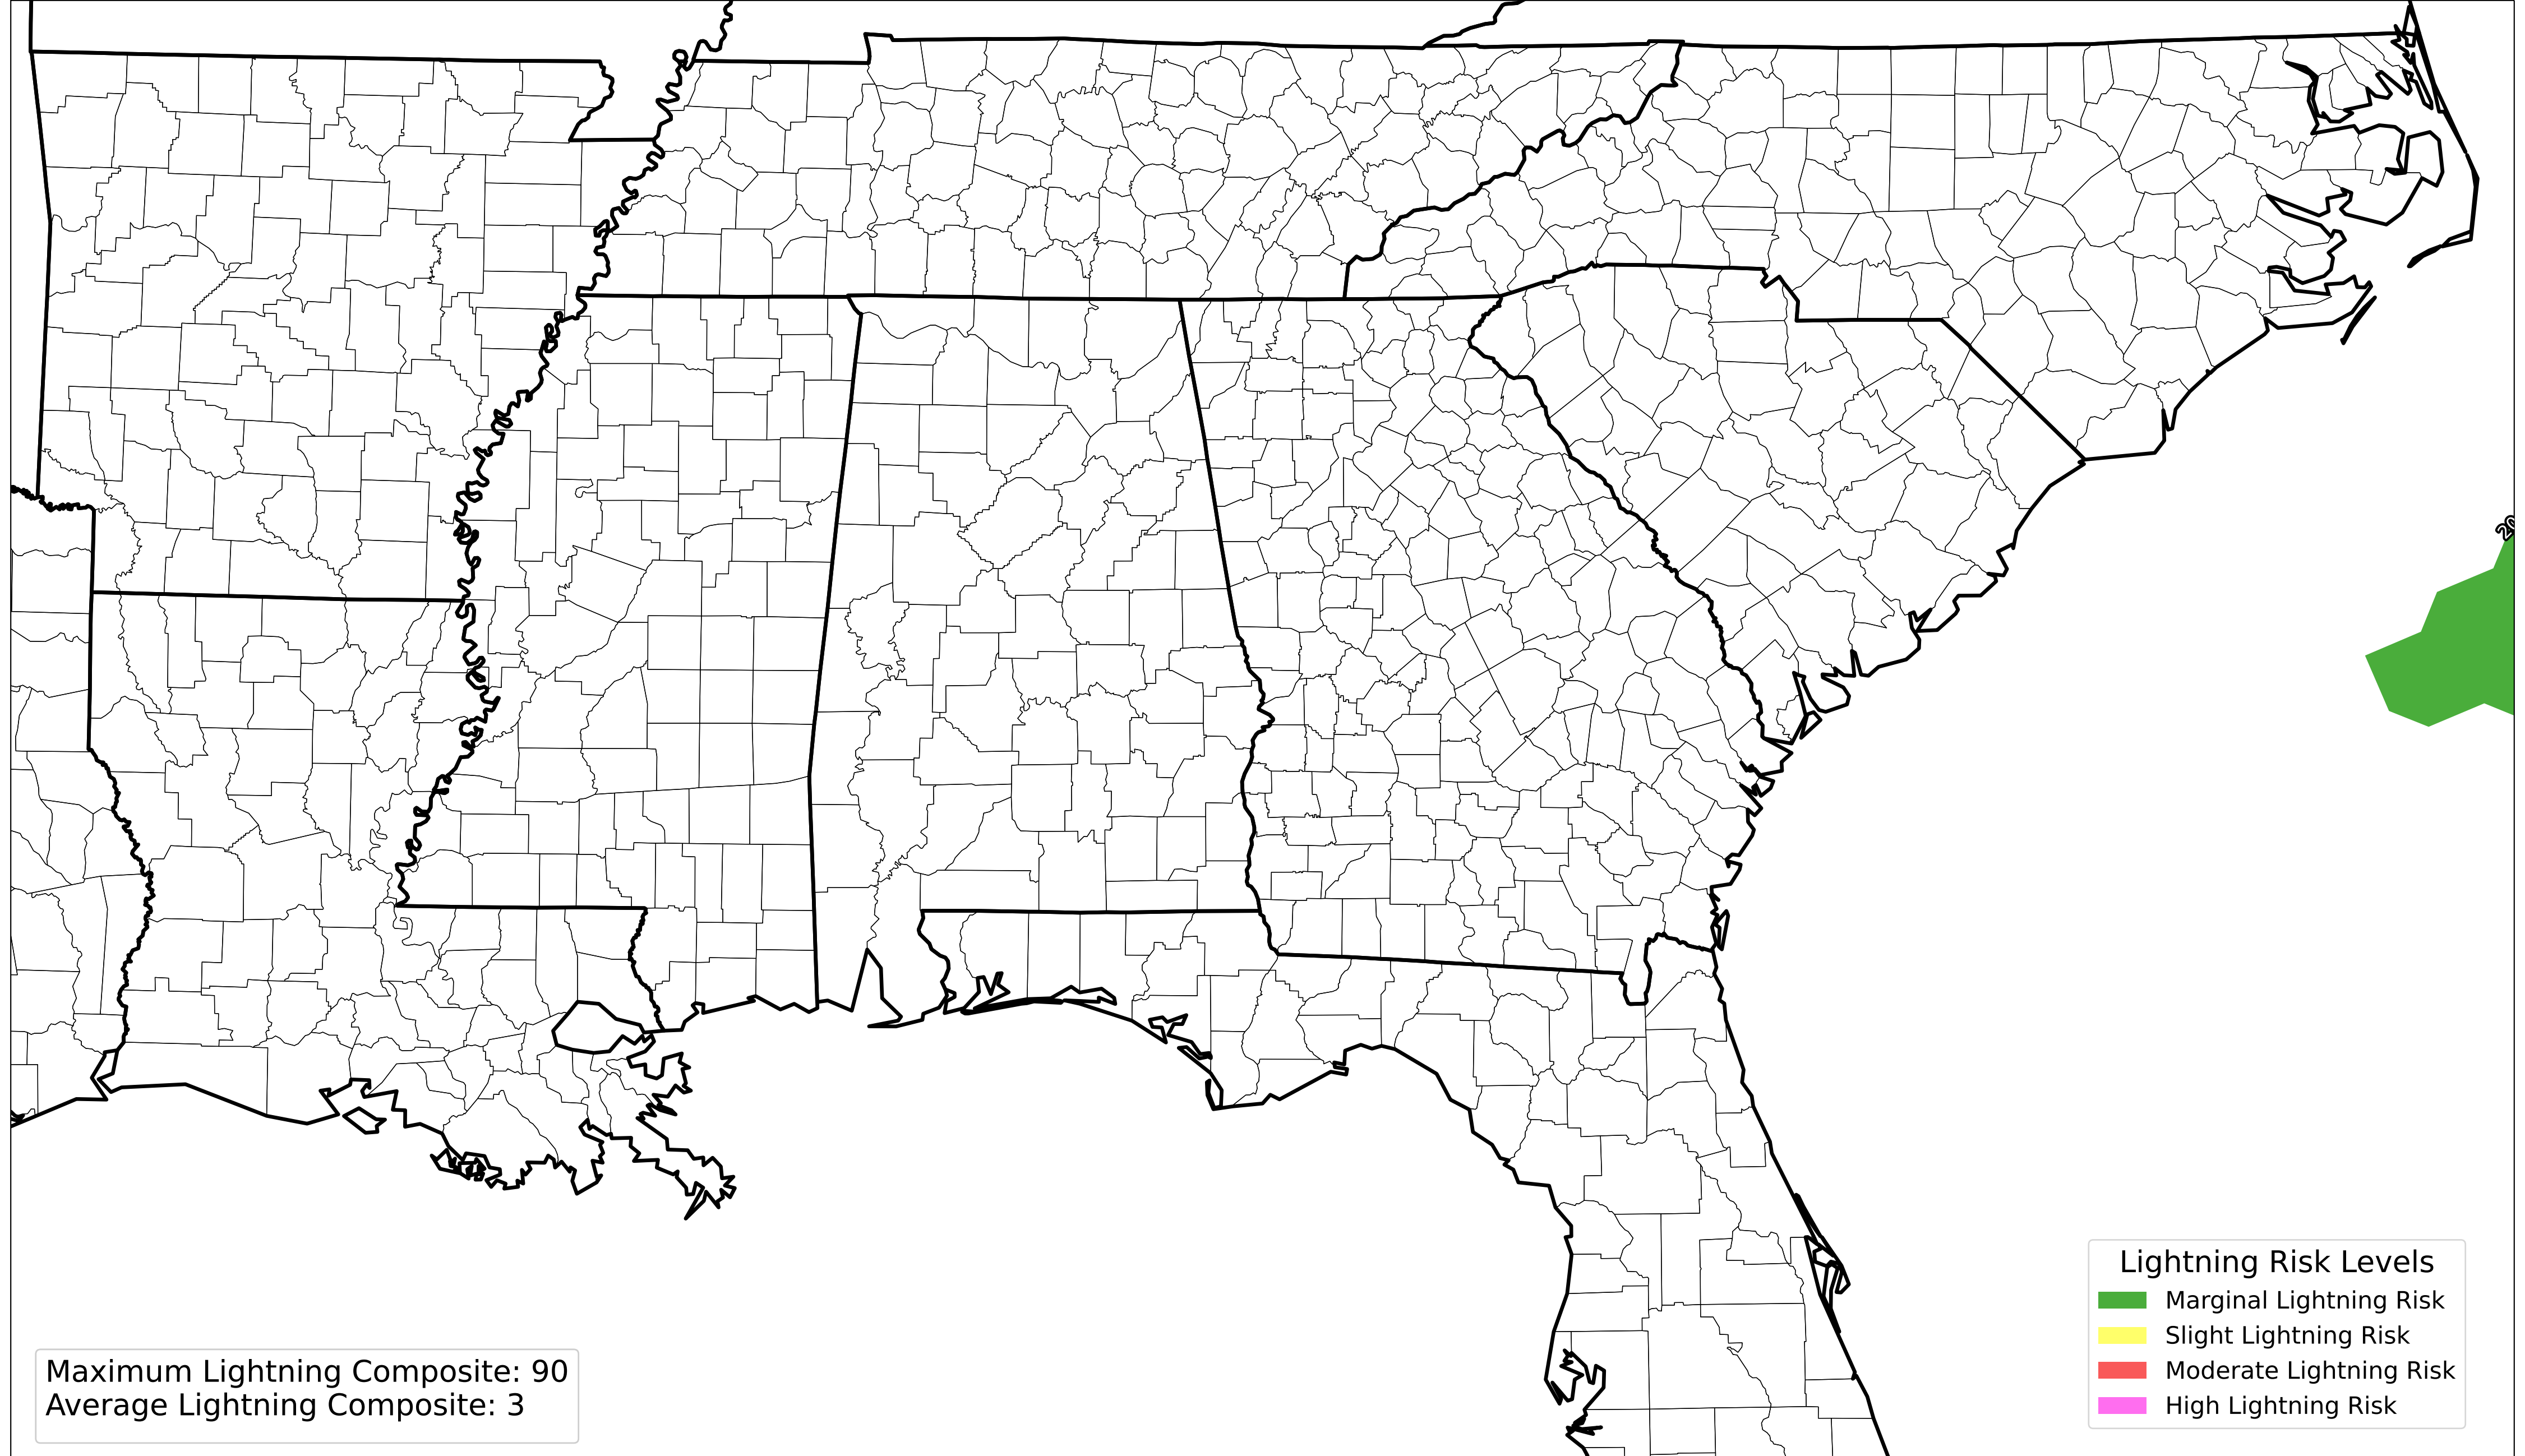 20
Lightning Risk Levels
Marginal Lightning Risk
Slight Lightning Risk
Moderate Lightning Risk
High Lightning Risk
Maximum Lightning Composite: 90
Average Lightning Composite: 3